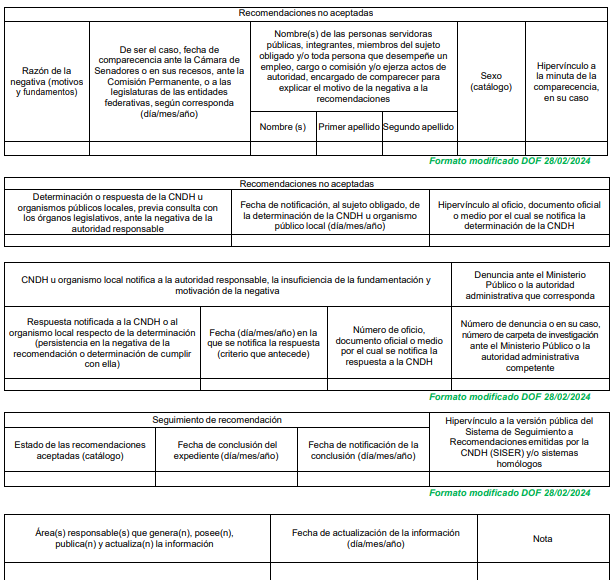 Recomendaciones no aceptadas
Razón de la
negativa (motivos
y fundamentos)
De ser el caso, fecha de
comparecencia ante la Cámara de
Senadores o en sus recesos, ante la
Comisión Permanente, o a las
legislaturas de las entidades
federativas, según corresponda
(día/mes/año)
Nombre(s) de las personas servidoras
públicas, integrantes, miembros del sujeto
obligado y/o toda persona que desempeñe un
empleo, cargo o comisión y/o ejerza actos de
autoridad, encargado de comparecer para
explicar el motivo de la negativa a la
recomendaciones
Nombre (s)
Primer apellido
Segundo apellido
Sexo
(catálogo)
Hipervínculo a
la minuta de la
comparecencia,
en su caso
Formato modificado DOF 28/02/2024
Recomendaciones no aceptadas
Determinación o respuesta de la CNDH u
organismos públicos locales, previa consulta con
los órganos legislativos, ante la negativa de la
autoridad responsable
Fecha de notificación, al sujeto obligado, de
la determinación de la CNDH u organismo
público local (día/mes/año)
Hipervínculo al oficio, documento oficial
o medio por el cual se notifica la
determinación de la CNDH
CNDH u organismo local notifica a la autoridad responsable, la insuficiencia de la fundamentación y
motivación de la negativa
Denuncia ante el Ministerio
Público o la autoridad
administrativa que corresponda
Respuesta notificada a la CNDH o al
organismo local respecto de la determinación
(persistencia en la negativa de la
recomendación o determinación de cumplir
con ella)
Fecha (día/mes/año) en la
que se notifica la respuesta
(criterio que antecede)
Número de oficio,
documento oficial o medio
por el cual se notifica la
respuesta a la CNDH
Número de denuncia o en su caso,
número de carpeta de investigación
ante el Ministerio Público o la
autoridad administrativa
competente
Formato modificado DOF 28/02/2024
Seguimiento de recomendación
Estado de las recomendaciones
aceptadas (catálogo)
Fecha de conclusión del
expediente (día/mes/año)
Fecha de notificación de la
conclusión (día/mes/año)
Hipervínculo a la versión pública del
Sistema de Seguimiento a
Recomendaciones emitidas por la
CNDH (SISER) y/o sistemas
homólogos
Formato modificado DOF 28/02/2024
Área(s) responsable(s) que genera(n), posee(n),
publica(n) y actualiza(n) la información
Fecha de actualización de la información
(día/mes/año)
Nota